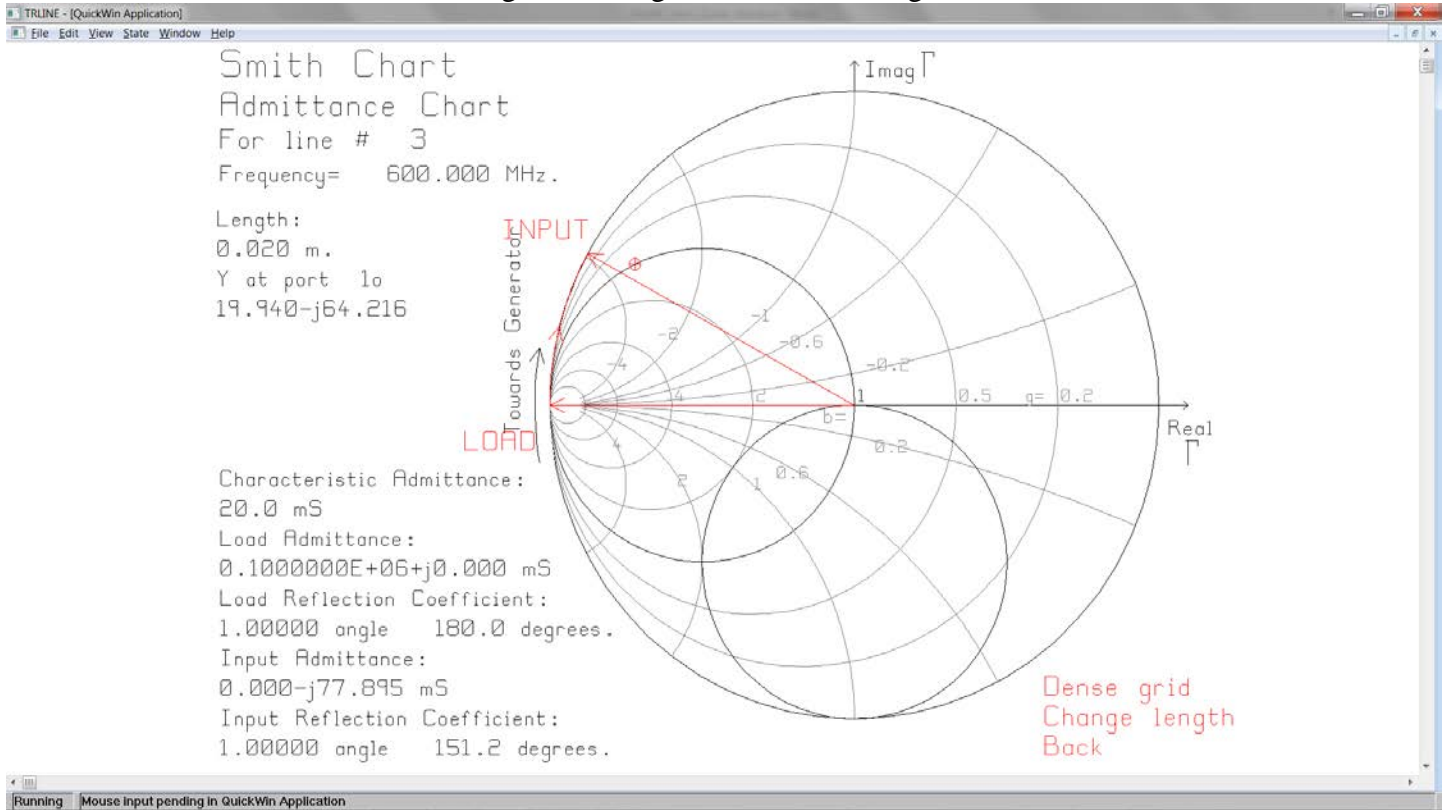 TRLINE - [QuickWin Application]
File Edit View State Window Help
Smith Chart
Admittance Chart
For line # 3
Frequency= 600.000 MHz.
Length:
0.020 m.
Y at port 1o
19.940-j64.216
Imag Γ
INPUT
Towards Generator
LOAD
-1
-2
-0.6
-4
-0.2
4
2
1
0.5
g= 0.2
b=
Real
Γ
0.2
4
2
1
0.6
Characteristic Admittance:
20.0 mS
Load Admittance:
0.1000000E+06+j0.000 mS
Load Reflection Coefficient:
1.00000 angle 180.0 degrees.
Input Admittance:
0.000-j77.895 mS
Input Reflection Coefficient:
1.00000 angle 151.2 degrees.
Dense grid
Change length
Back
Running Mouse input pending in QuickWin Application